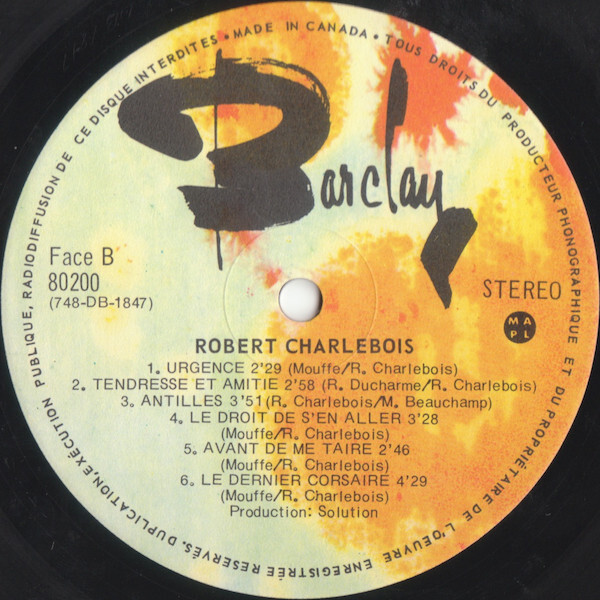 Barclay
Face B
80200
(748-DB-1847)
STEREO
MAPL
ROBERT CHARLEBOIS
1. URGENCE 2'29 (Mouffe/R. Charlebois)
2. TENDRESSE ET AMITIE 2'58 (R. Ducharme/R. Charlebois)
3. ANTILLES 3'51(R. Charlebois/M. Beauchamp)
4. LE DROIT DE S'EN ALLER 3'28
(Mouffe/R. Charlebois)
5. AVANT DE ME TAIRE 2'46
(Mouffe/R. Charlebois)
6. LE DERNIER CORSAIRE 4'29
(Mouffe/R. Charlebois)
Production: Solution
• TOUS DROITS DU PRODUCTEUR PHONOGRAPHIQUE ET DU PROPRIÉTAIRE DE L'OEUVRE ENREGISTRÉE RESERVÉS. DUPLICATION, EXÉCUTION PUBLIQUE, RADIODIFFUSION DE CE DISQUE INTERDITES • MADE IN CANADA